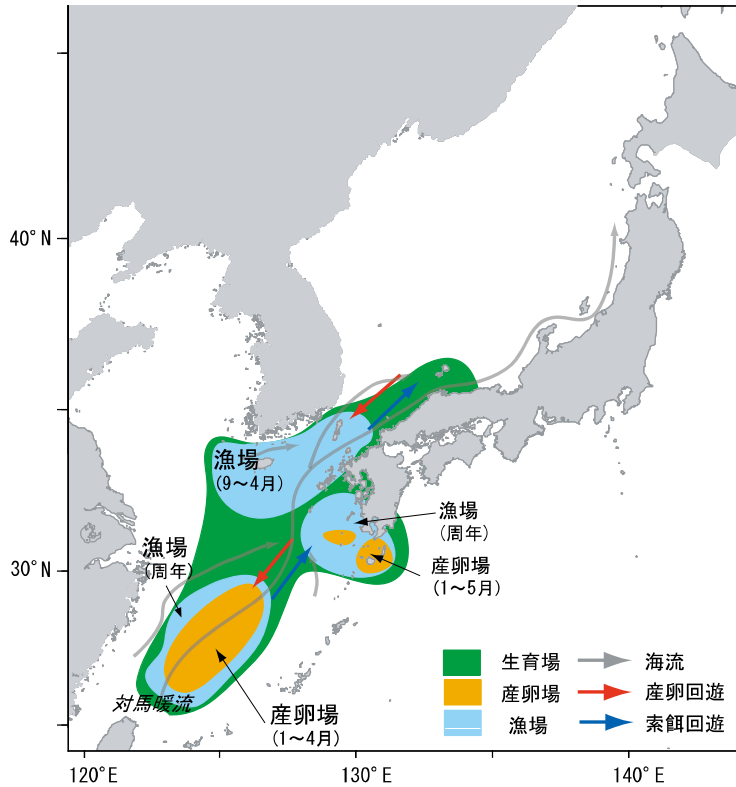 40° N
漁場
(9～4月)
漁場
(周年)
漁場
(周年)
30° N
産卵場
(1～5月)
生育場
海流
対馬暖流
産卵場
産卵回遊
産卵場
(1～4月)
漁場
索餌回遊
120° E
130° E
140° E